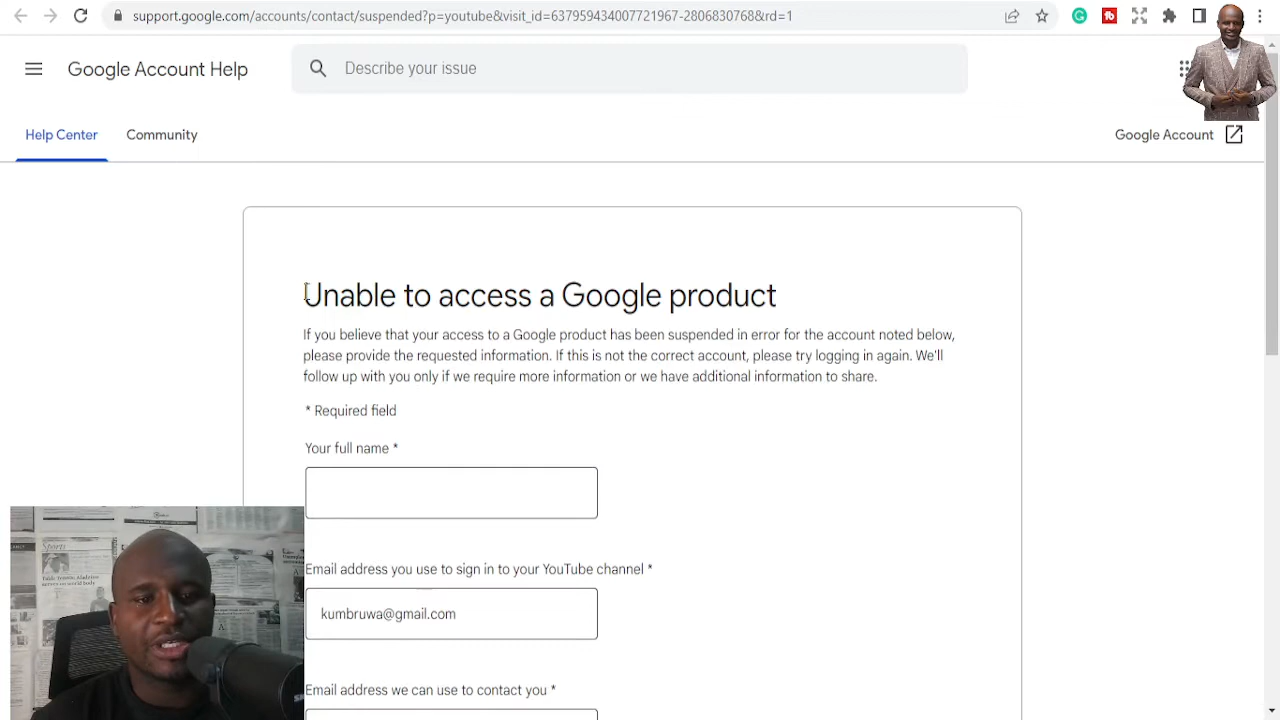 support.google.com/accounts/contact/suspended?p=youtube&visit_id=637959434007721967-2806830768&rd=1
Google Account Help
Describe your issue
Help Center
Community
Google Account
Unable to access a Google product
If you believe that your access to a Google product has been suspended in error for the account noted below,
please provide the requested information. If this is not the correct account, please try logging in again. We'll
follow up with you only if we require more information or we have additional information to share.
* Required field
Your full name *
Email address you use to sign in to your YouTube channel *
kumbruwa@gmail.com
Email address we can use to contact you *
Sports